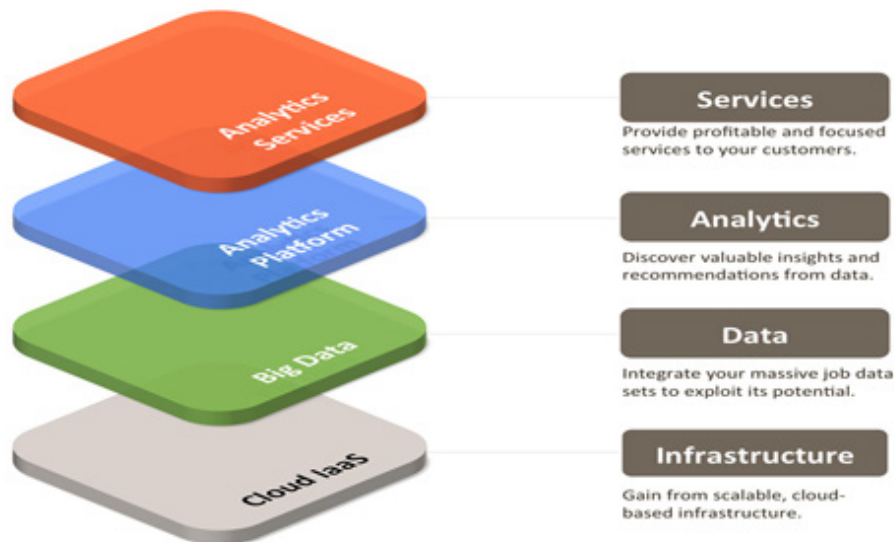 Analytics
Services
Services
Provide profitable and focused
services to your customers.
Analytics
Platform
Analytics
Discover valuable insights and
recommendations from data.
Big Data
Data
Integrate your massive job data
sets to exploit its potential.
Cloud IaaS
Infrastructure
Gain from scalable, cloud-
based infrastructure.